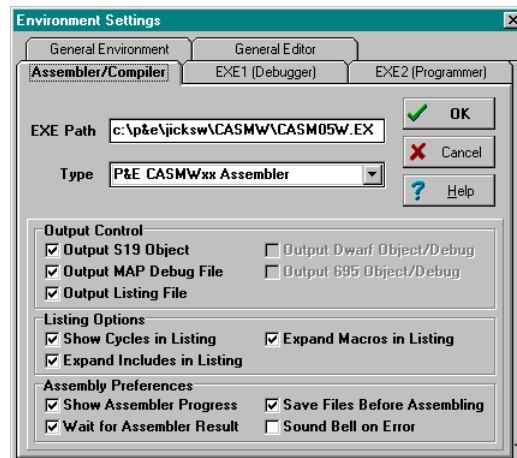 Environment Settings
General Environment General Editor
Assembler/Compiler EXE1 (Debugger) EXE2 (Programmer)
EXE Path c:\p&e\jicksw\CASMW\CASM05W.EX OK
Cancel
Type P&E CASMWxx Assembler
Help
Output Control
Output S19 Object Output Dwarf Object/Debug
Output MAP Debug File Output 695 Object/Debug
Output Listing File
Listing Options
Show Cycles in Listing Expand Macros in Listing
Expand Includes in Listing
Assembly Preferences
Show Assembler Progress Save Files Before Assembling
Wait for Assembler Result Sound Bell on Error